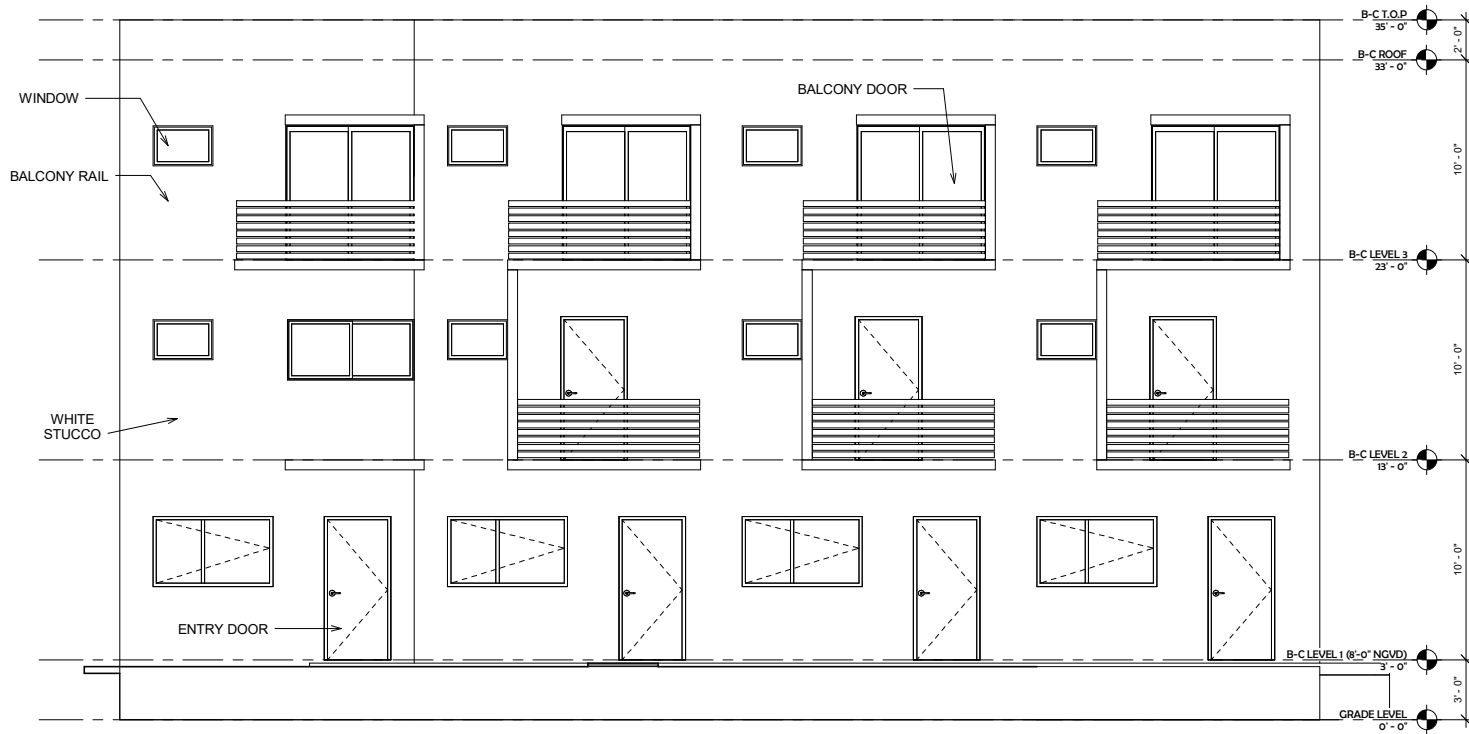 B-C T.O.P
35' - 0"
2' - 0"
B-C ROOF
33' - 0"
WINDOW
BALCONY DOOR
BALCONY RAIL
10' - 0"
B-C LEVEL 3
23' - 0"
10' - 0"
WHITE
STUCCO
B-C LEVEL 2
13' - 0"
10' - 0"
ENTRY DOOR
B-C LEVEL 1 (8'-0" NGVD)
3' - 0"
3' - 0"
GRADE LEVEL
0' - 0"